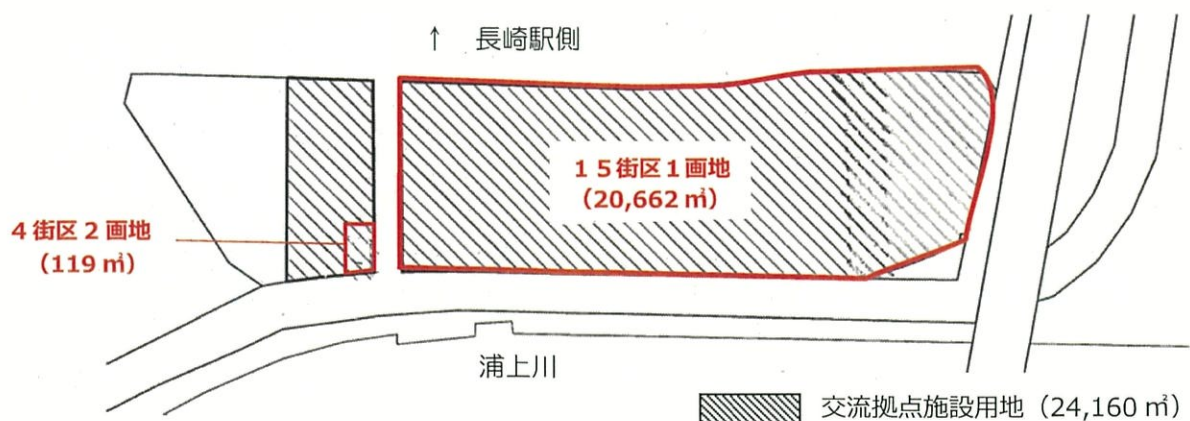 ↑ 長崎駅側
15街区1画地
(20,662㎡)
4街区2画地
(119㎡)
浦上川
交流拠点施設用地(24,160㎡)